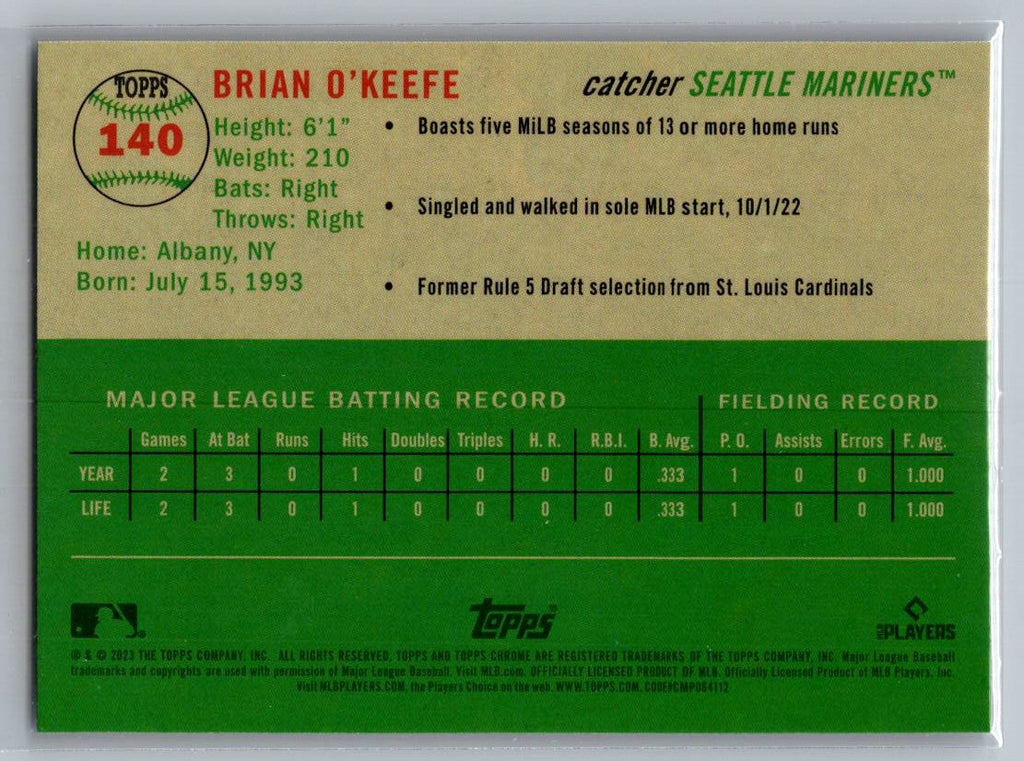 TOPPS
140
BRIAN O'KEEFE
catcher SEATTLE MARINERS™
Height: 6'1"
Weight: 210
Bats: Right
Throws: Right
Home: Albany, NY
Born: July 15, 1993
• Boasts five MiLB seasons of 13 or more home runs
• Singled and walked in sole MLB start, 10/1/22
• Former Rule 5 Draft selection from St. Louis Cardinals
MAJOR LEAGUE BATTING RECORD FIELDING RECORD
Games At Bat Runs Hits Doubles Triples H. R. R.B.I. B. Avg. P. O. Assists Errors F. Avg.
YEAR 2 3 0 1 0 0 0 0 .333 1 0 0 1.000
LIFE 2 3 0 1 0 0 0 0 .333 1 0 0 1.000
Topps®
MLB PLAYERS
® & © 2023 THE TOPPS COMPANY, INC. ALL RIGHTS RESERVED. TOPPS AND TOPPS CHROME ARE REGISTERED TRADEMARKS OF THE TOPPS COMPANY, INC. Major League Baseball
trademarks and copyrights are used with permission of Major League Baseball. Visit MLB.com. OFFICIALLY LICENSED PRODUCT OF MLB. Officially Licensed Product of MLB Players, Inc.
Visit MLBPLAYERS.COM, the Players Choice on the web. WWW.TOPPS.COM. CODE#CMP064112